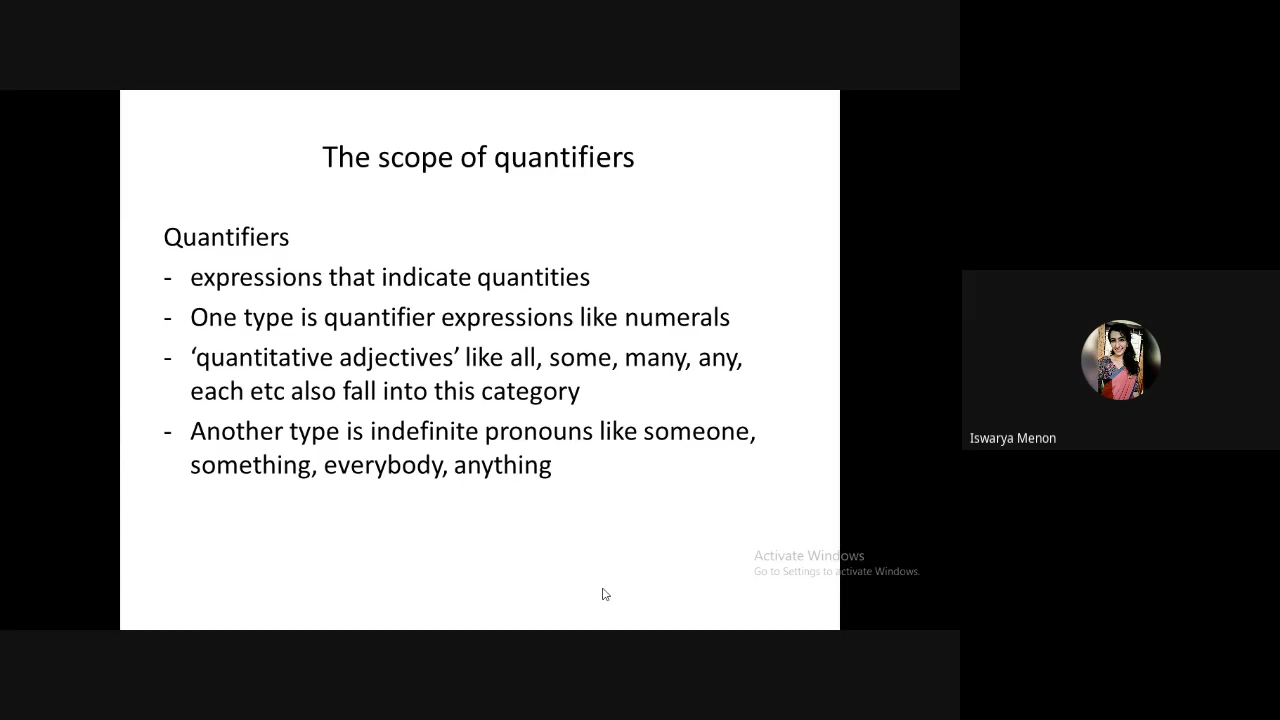 The scope of quantifiers
Quantifiers
- expressions that indicate quantities
- One type is quantifier expressions like numerals
- ‘quantitative adjectives’ like all, some, many, any,
each etc also fall into this category
- Another type is indefinite pronouns like someone,
something, everybody, anything
Activate Windows
Go to Settings to activate Windows.
Iswarya Menon